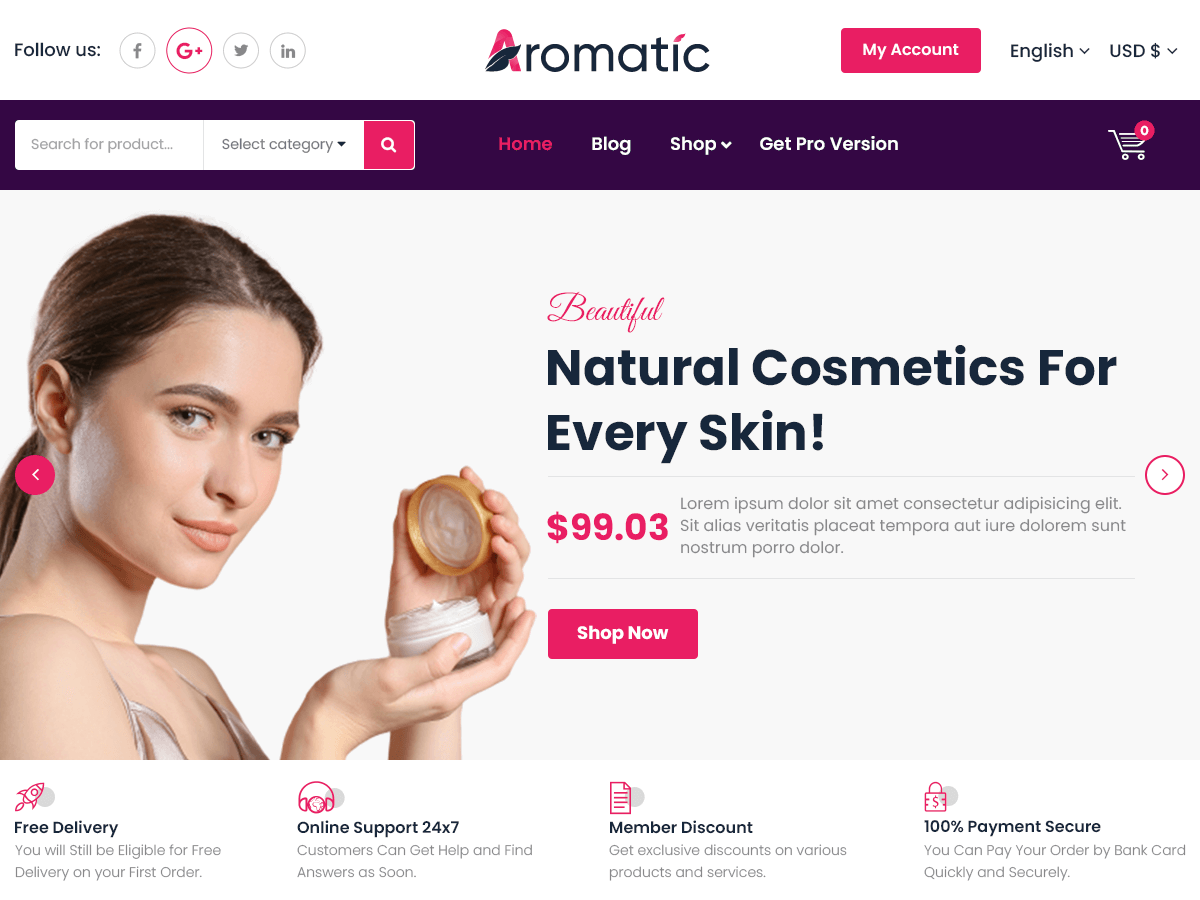 Follow us:
G+
Aromatic
My Account
English
USD $
Search for product...
Select category
Home
Blog
Shop
Get Pro Version
0
Beautiful
Natural Cosmetics For
Every Skin!
$99.03
Lorem ipsum dolor sit amet consectetur adipisicing elit.
Sit alias veritatis placeat tempora aut iure dolorem sunt
nostrum porro dolor.
Shop Now
Free Delivery
You will Still be Eligible for Free
Delivery on your First Order.
Online Support 24x7
Customers Can Get Help and Find
Answers as Soon.
Member Discount
Get exclusive discounts on various
products and services.
100% Payment Secure
You Can Pay Your Order by Bank Card
Quickly and Securely.